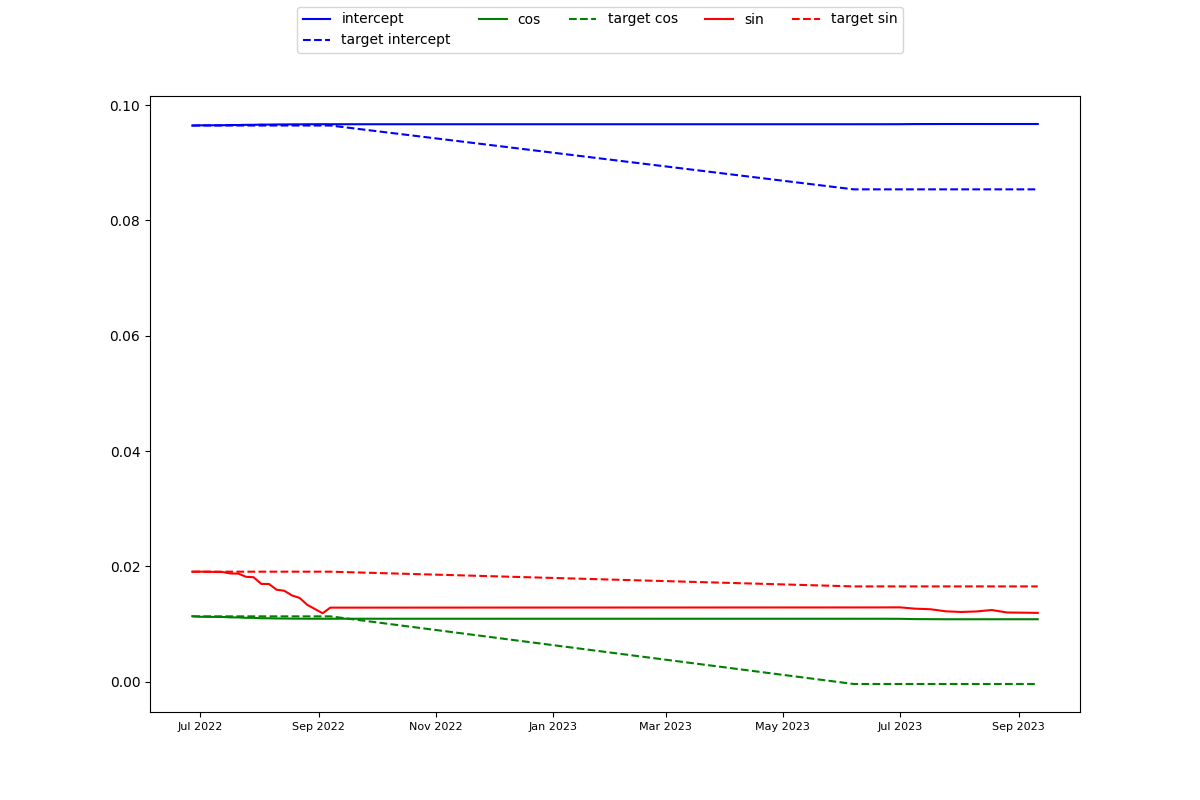 intercept cos target cos sin target sin
target intercept
0.10
0.08
0.06
0.04
0.02
0.00
Jul 2022 Sep 2022 Nov 2022 Jan 2023 Mar 2023 May 2023 Jul 2023 Sep 2023